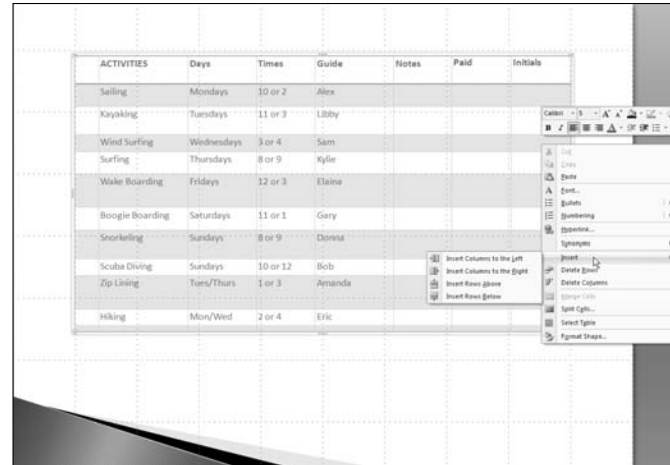 ACTIVITIES Days Times Guide Notes Paid Initials
Sailing Mondays 10 or 2 Alex
Kayaking Tuesdays 11 or 3 Libby
Wind Surfing Wednesdays 3 or 4 Sam
Surfing Thursdays 8 or 9 Kylie
Wake Boarding Fridays 12 or 3 Elaina
Boogie Boarding Saturdays 11 or 1 Gary
Snorkeling Sundays 8 or 9 Donna
Scuba Diving Sundays 10 or 12 Bob
Zip Lining Tues/Thurs 1 or 3 Amanda
Hiking Mon/Wed 2 or 4 Eric
Calibri
B I
Cut
Copy
Paste
Font...
Bullets
Numbering
Hyperlink...
Synonyms
Insert
Delete Rows
Delete Columns
Merge Cells
Split Cells...
Select Table
Format Shape...
Insert Columns to the Left
Insert Columns to the Right
Insert Rows Above
Insert Rows Below